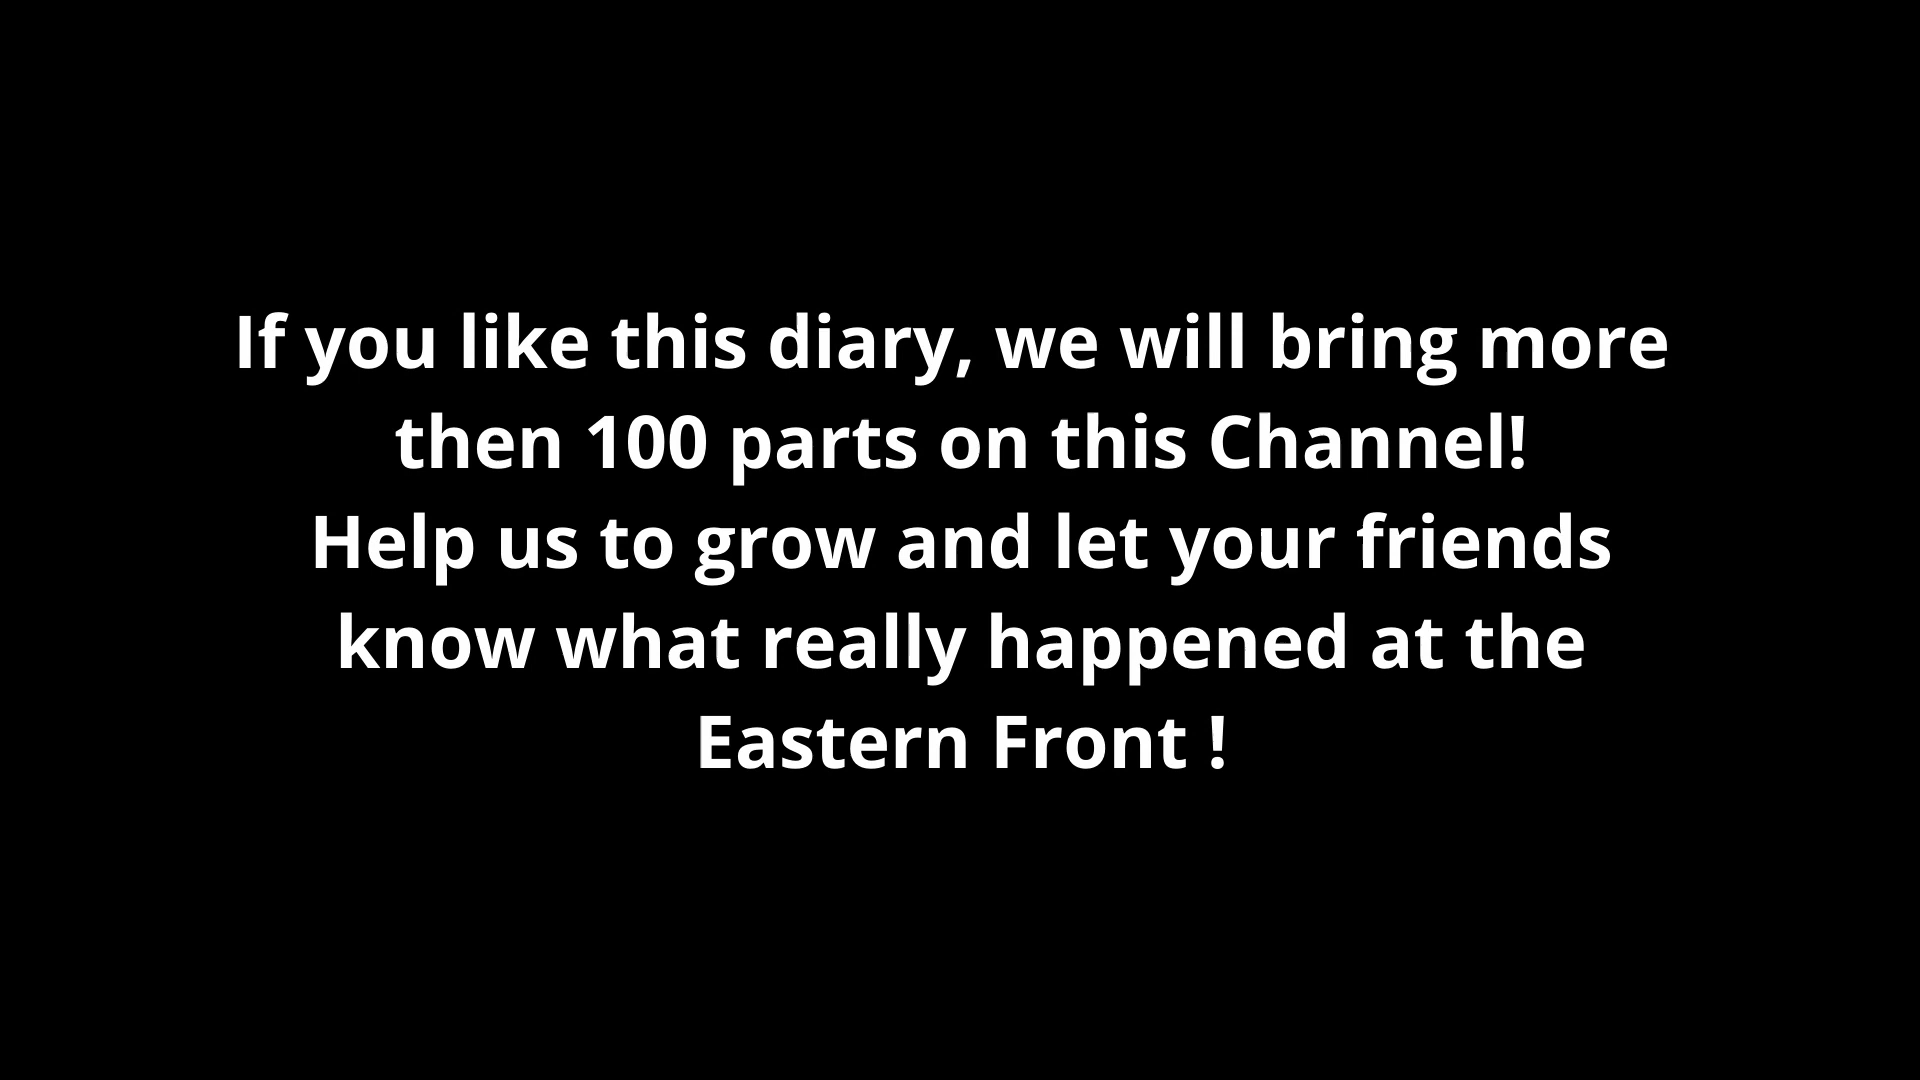 If you like this diary, we will bring more
then 100 parts on this Channel!
Help us to grow and let your friends
know what really happened at the
Eastern Front !